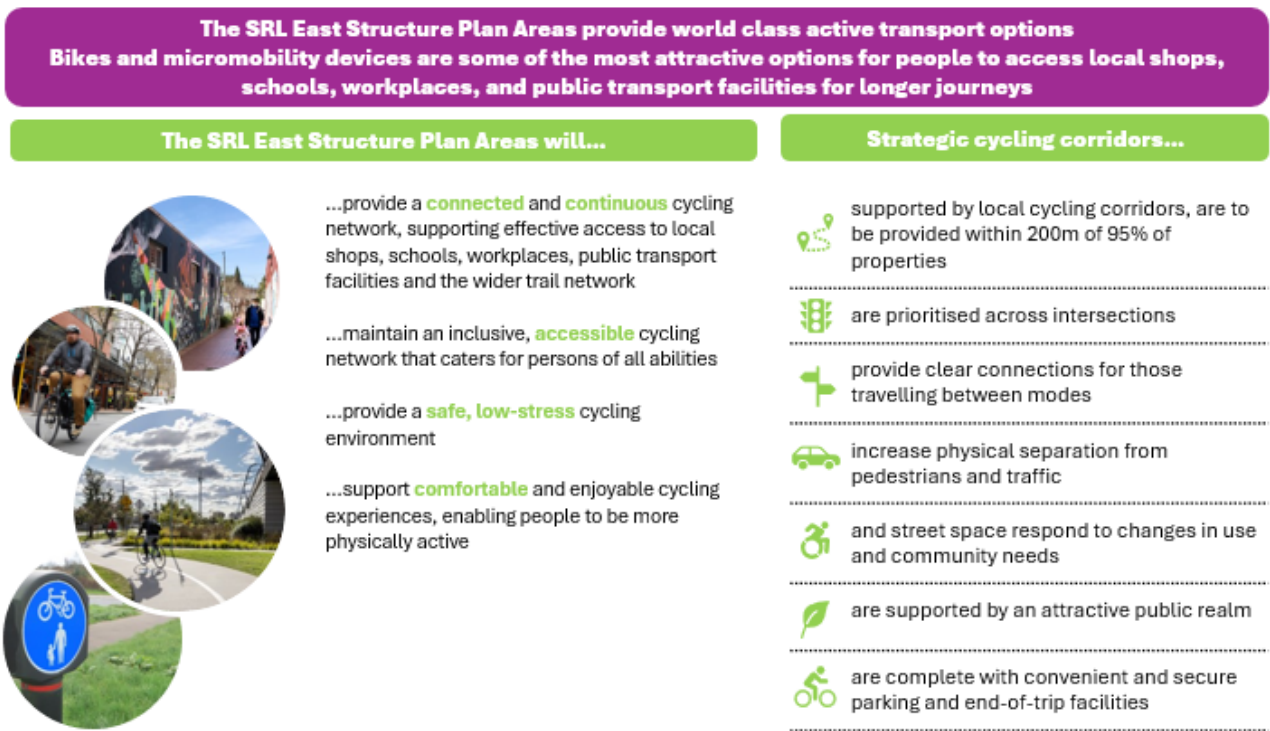 The SRL East Structure Plan Areas provide world class active transport options
Bikes and micromobility devices are some of the most attractive options for people to access local shops,
schools, workplaces, and public transport facilities for longer journeys
The SRL East Structure Plan Areas will...
...provide a connected and continuous cycling
network, supporting effective access to local
shops, schools, workplaces, public transport
facilities and the wider trail network
...maintain an inclusive, accessible cycling
network that caters for persons of all abilities
...provide a safe, low-stress cycling
environment
...support comfortable and enjoyable cycling
experiences, enabling people to be more
physically active
Strategic cycling corridors...
supported by local cycling corridors, are to
be provided within 200m of 95% of
properties
are prioritised across intersections
provide clear connections for those
travelling between modes
increase physical separation from
pedestrians and traffic
and street space respond to changes in use
and community needs
are supported by an attractive public realm
are complete with convenient and secure
parking and end-of-trip facilities